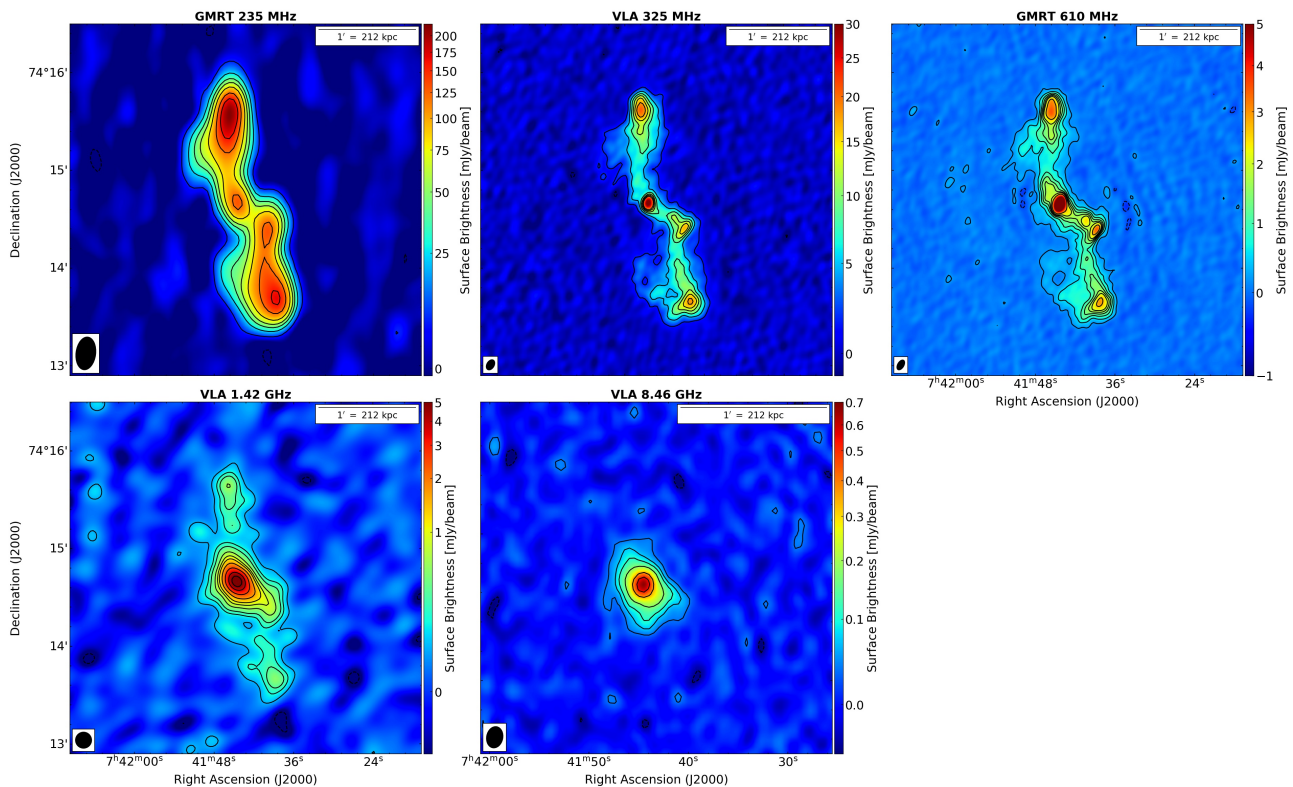 GMRT 235 MHz
1′ = 212 kpc
74°16'
15'
14'
13'
Declination (J2000)
200
175
150
125
100
75
50
25
0
Surface Brightness [mJy/beam]
VLA 325 MHz
1′ = 212 kpc
30
25
20
15
10
5
0
Surface Brightness [mJy/beam]
GMRT 610 MHz
1′ = 212 kpc
5
4
3
2
1
0
−1
Surface Brightness [mJy/beam]
7ʰ42ᵐ00ˢ 41ᵐ48ˢ 36ˢ 24ˢ
Right Ascension (J2000)
VLA 1.42 GHz
1′ = 212 kpc
74°16'
15'
14'
13'
Declination (J2000)
5
4
3
2
1
0
Surface Brightness [mJy/beam]
7ʰ42ᵐ00ˢ 41ᵐ48ˢ 36ˢ 24ˢ
Right Ascension (J2000)
VLA 8.46 GHz
1′ = 212 kpc
0.7
0.6
0.5
0.4
0.3
0.2
0.1
0.0
Surface Brightness [mJy/beam]
7ʰ42ᵐ00ˢ 41ᵐ50ˢ 40ˢ 30ˢ
Right Ascension (J2000)